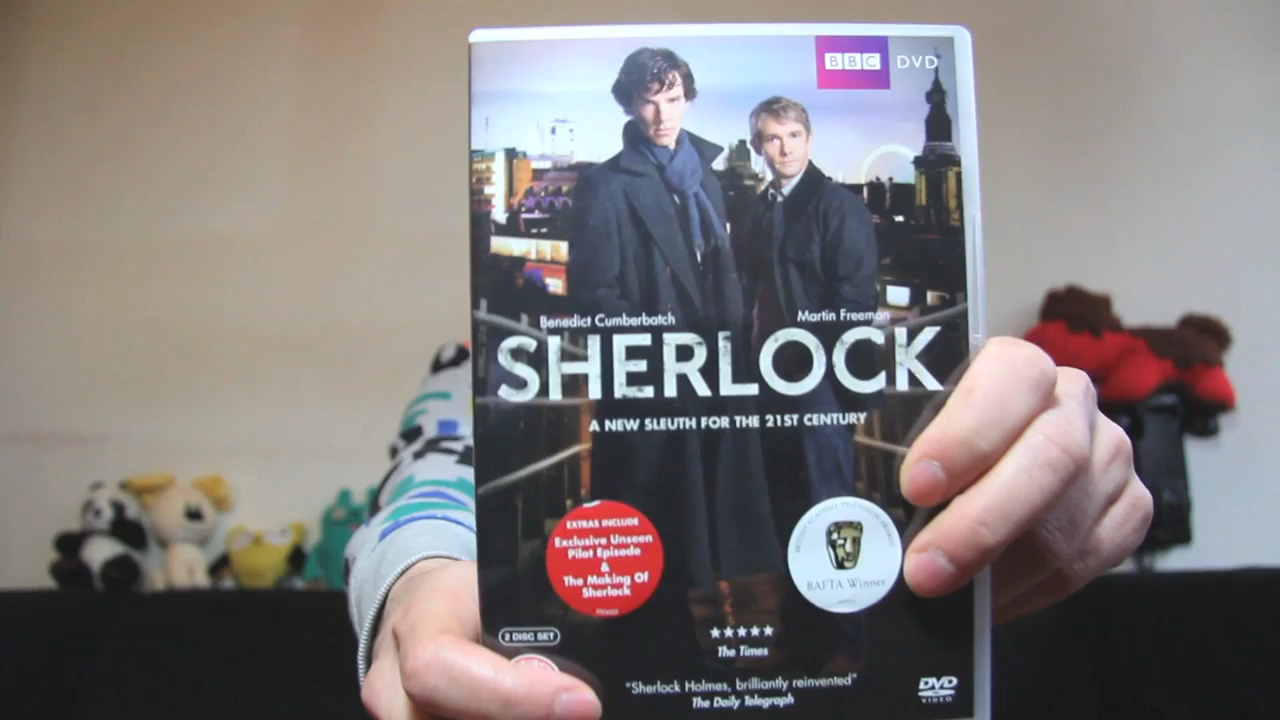 BBC DVD
Benedict Cumberbatch Martin Freeman
SHERLOCK
A NEW SLEUTH FOR THE 21ST CENTURY
EXTRAS INCLUDE
Exclusive Unseen
Pilot Episode
&
The Making Of
Sherlock
BAFTA Winner
2 DISC SET
★★★★★
The Times
"Sherlock Holmes, brilliantly reinvented"
The Daily Telegraph
DVD
VIDEO